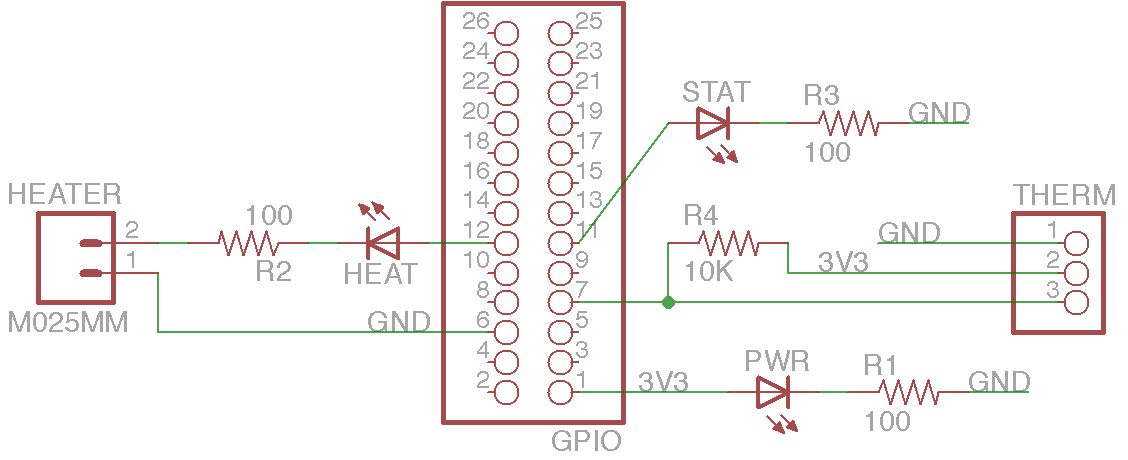 26 25
24 23
22 21
20 19
18 17
16 15
14 13
12 11
10 9
8 7
6 5
4 3
2 1
GPIO
HEATER
2
1
M025MM
100
R2
HEAT
GND
STAT
R3
100
GND
R4
10K
3V3
GND
THERM
1
2
3
3V3
PWR
R1
100
GND